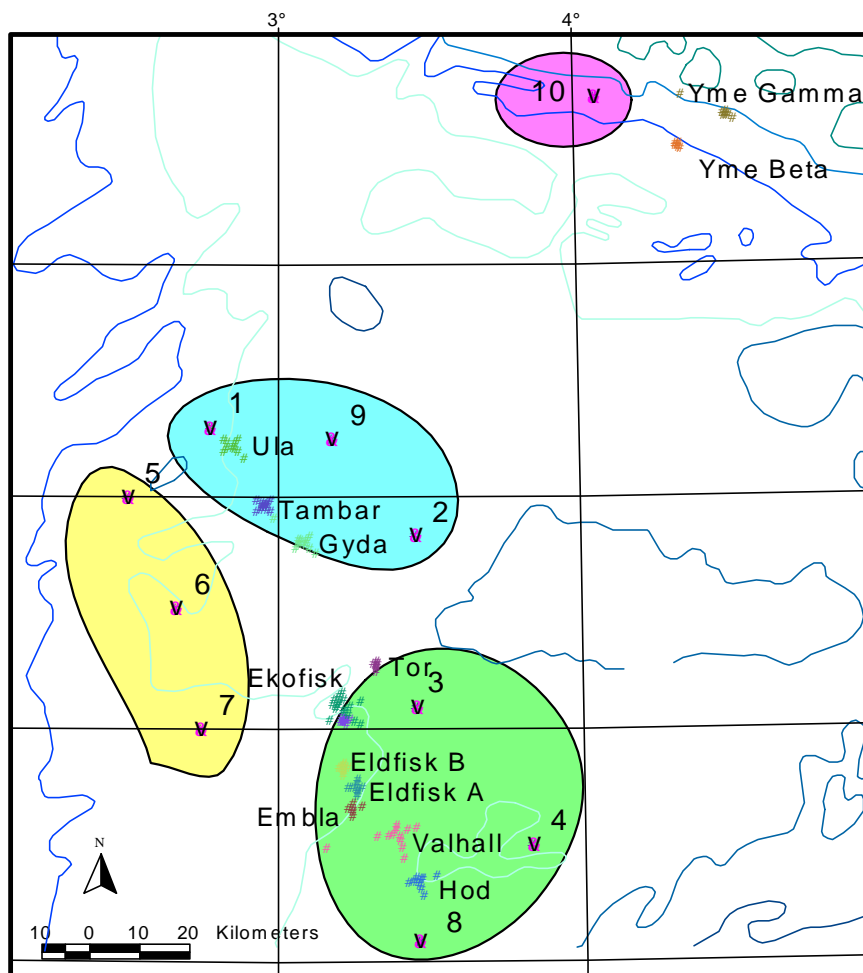 3° 4°
10 v Yme Gamma
Yme Beta
1 9
v v
Ula
5
v
Tambar 2
v
Gyda
6
v
Tor
Ekofisk 3
v
7
v
Eldfisk B
Eldfisk A
Embla 4
v
Valhall
N
Hod
8
v
10 0 10 20 Kilometers